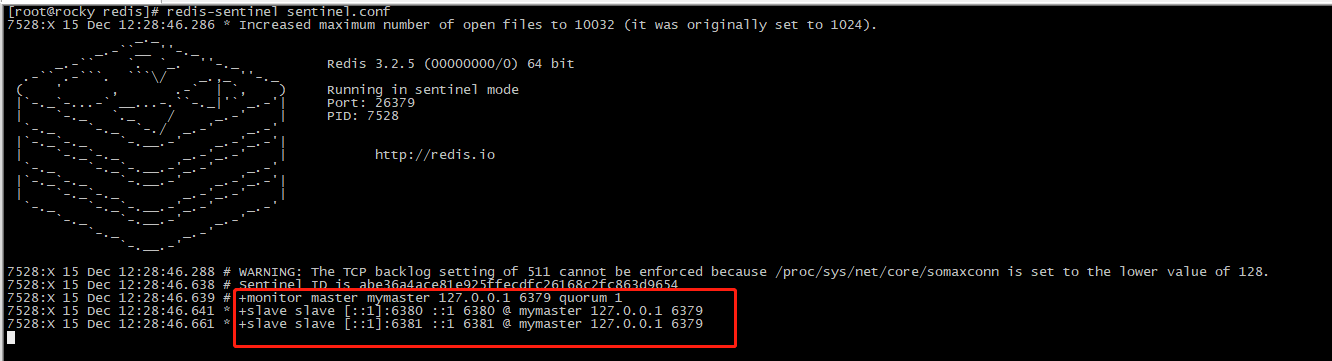 [root@rocky redis]# redis-sentinel sentinel.conf
7528:X 15 Dec 12:28:46.286 * Increased maximum number of open files to 10032 (it was originally set to 1024).
Redis 3.2.5 (00000000/0) 64 bit
Running in sentinel mode
Port: 26379
PID: 7528
http://redis.io
7528:X 15 Dec 12:28:46.288 # WARNING: The TCP backlog setting of 511 cannot be enforced because /proc/sys/net/core/somaxconn is set to the lower value of 128.
7528:X 15 Dec 12:28:46.638 # Sentinel ID is abe36a4ace81e925ffecdfc26168c2fc863d9654
7528:X 15 Dec 12:28:46.639 # +monitor master mymaster 127.0.0.1 6379 quorum 1
7528:X 15 Dec 12:28:46.641 * +slave slave [::1]:6380 ::1 6380 @ mymaster 127.0.0.1 6379
7528:X 15 Dec 12:28:46.661 * +slave slave [::1]:6381 ::1 6381 @ mymaster 127.0.0.1 6379